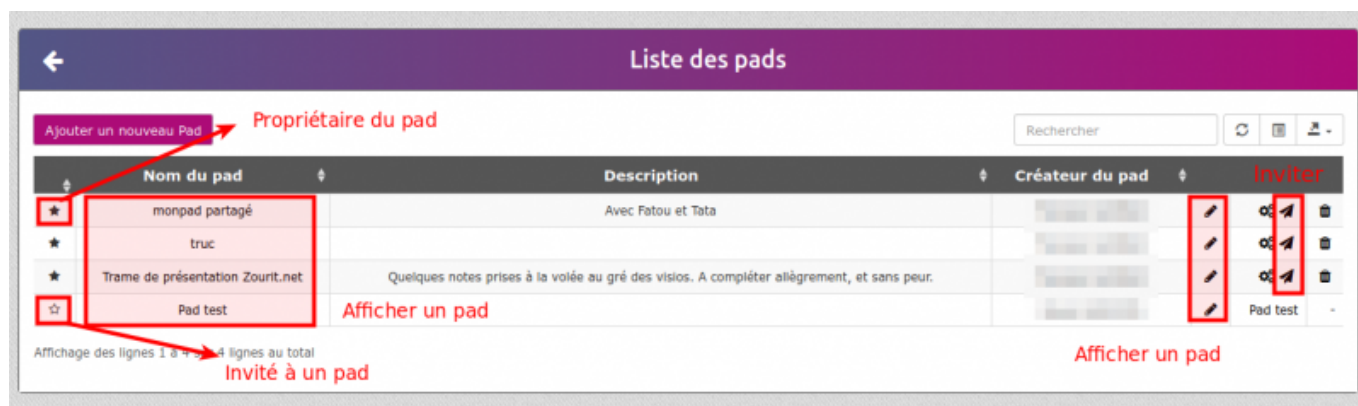 Liste des pads
Ajouter un nouveau Pad
Propriétaire du pad
Rechercher
Nom du pad Description Créateur du pad Inviter
monpad partagé Avec Fatou et Tata
truc
Trame de présentation Zourit.net Quelques notes prises à la volée au gré des visios. A compléter allègrement, et sans peur.
Pad test Afficher un pad Pad test -
Affichage des lignes 1 à 4 4 lignes au total
Afficher un pad
Invité à un pad